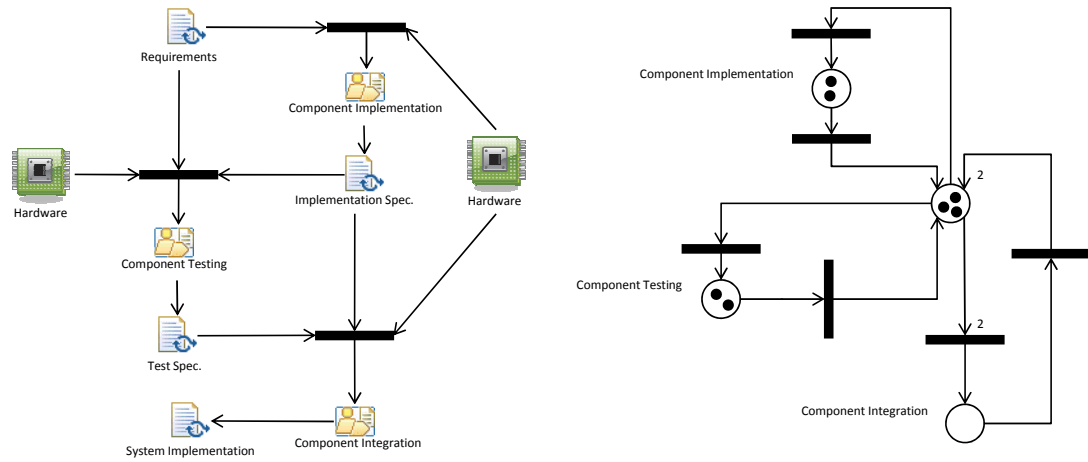 Requirements
Component Implementation
Component Implementation
2
Hardware
Implementation Spec.
Hardware
Component Testing
Component Testing
2
Test Spec.
Component Integration
System Implementation
Component Integration